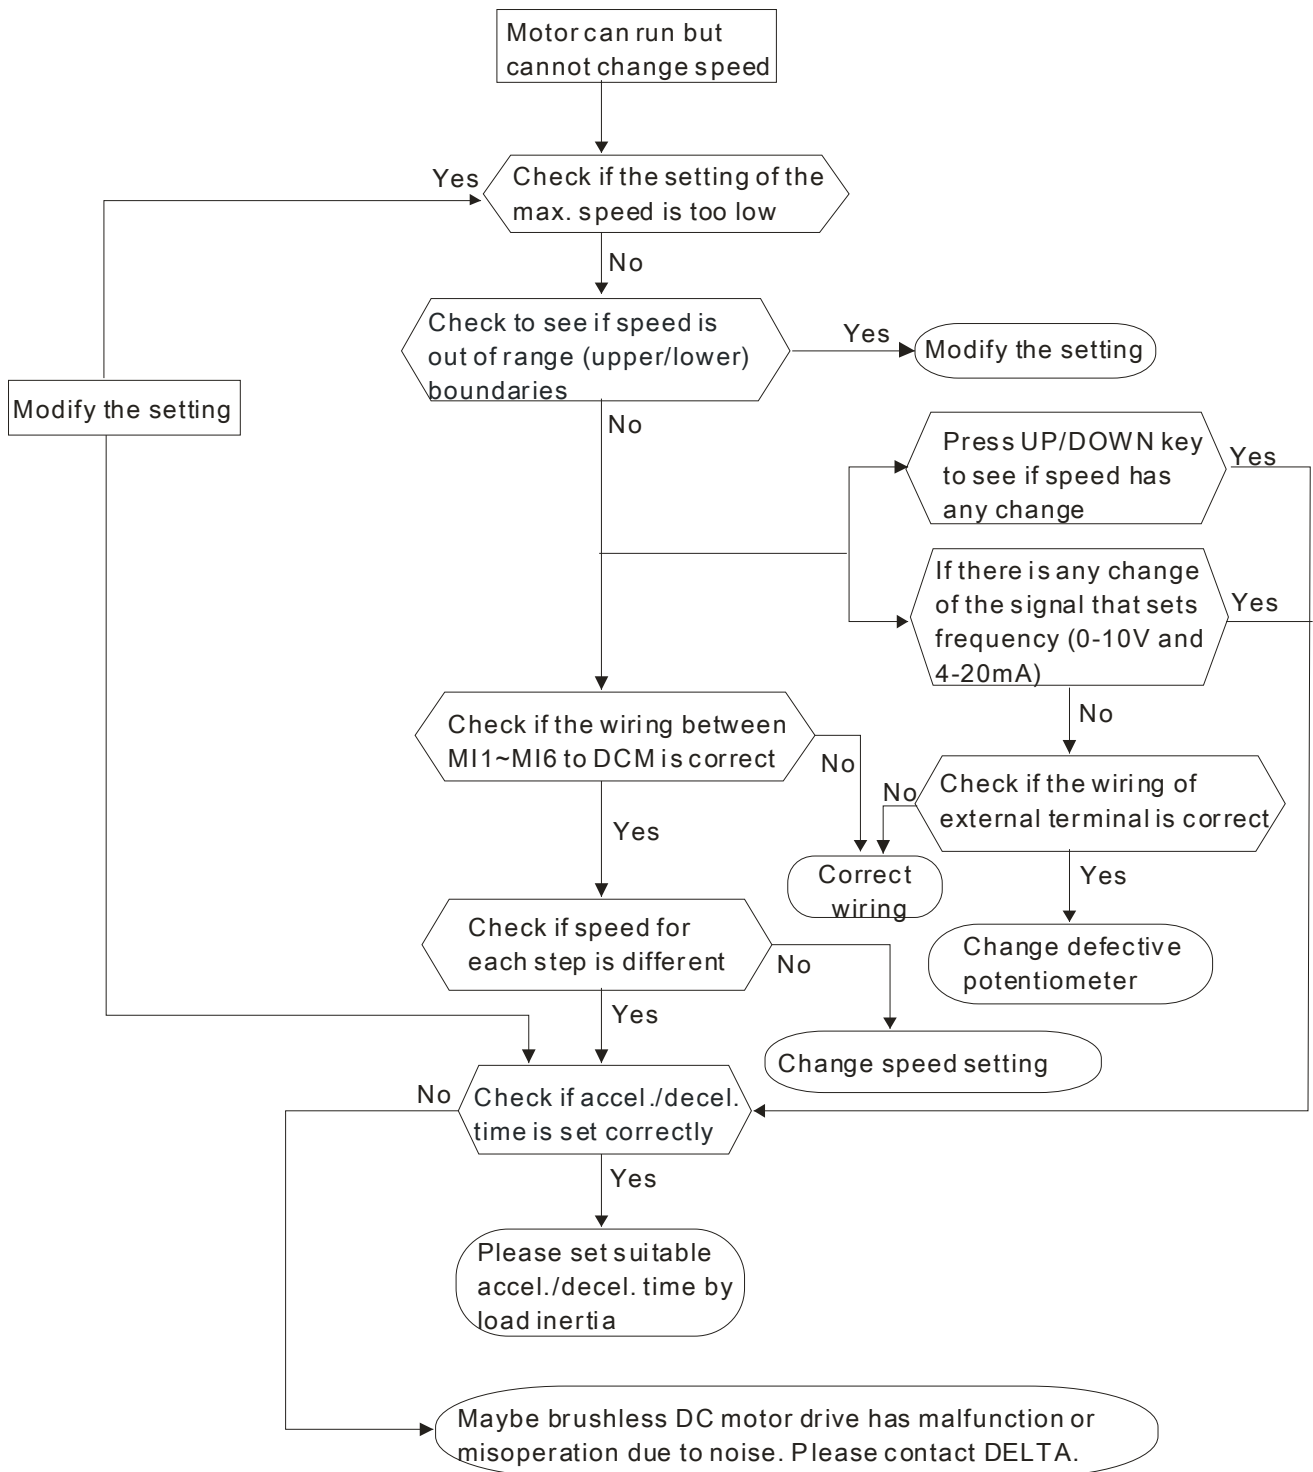 Motor can run but
cannot change speed
Yes
Check if the setting of the
max. speed is too low
No
Check to see if speed is
out of range (upper/lower)
boundaries
Yes
Modify the setting
Modify the setting
No
Press UP/DOWN key
to see if speed has
any change
Yes
If there is any change
of the signal that sets
frequency (0-10V and
4-20mA)
Yes
No
Check if the wiring between
MI1~MI6 to DCM is correct
No
Check if the wiring of
external terminal is correct
No
Yes
Correct
wiring
Yes
Change defective
potentiometer
Check if speed for
each step is different
No
Yes
Change speed setting
No
Check if accel./decel.
time is set correctly
Yes
Please set suitable
accel./decel. time by
load inertia
Maybe brushless DC motor drive has malfunction or
misoperation due to noise. Please contact DELTA.